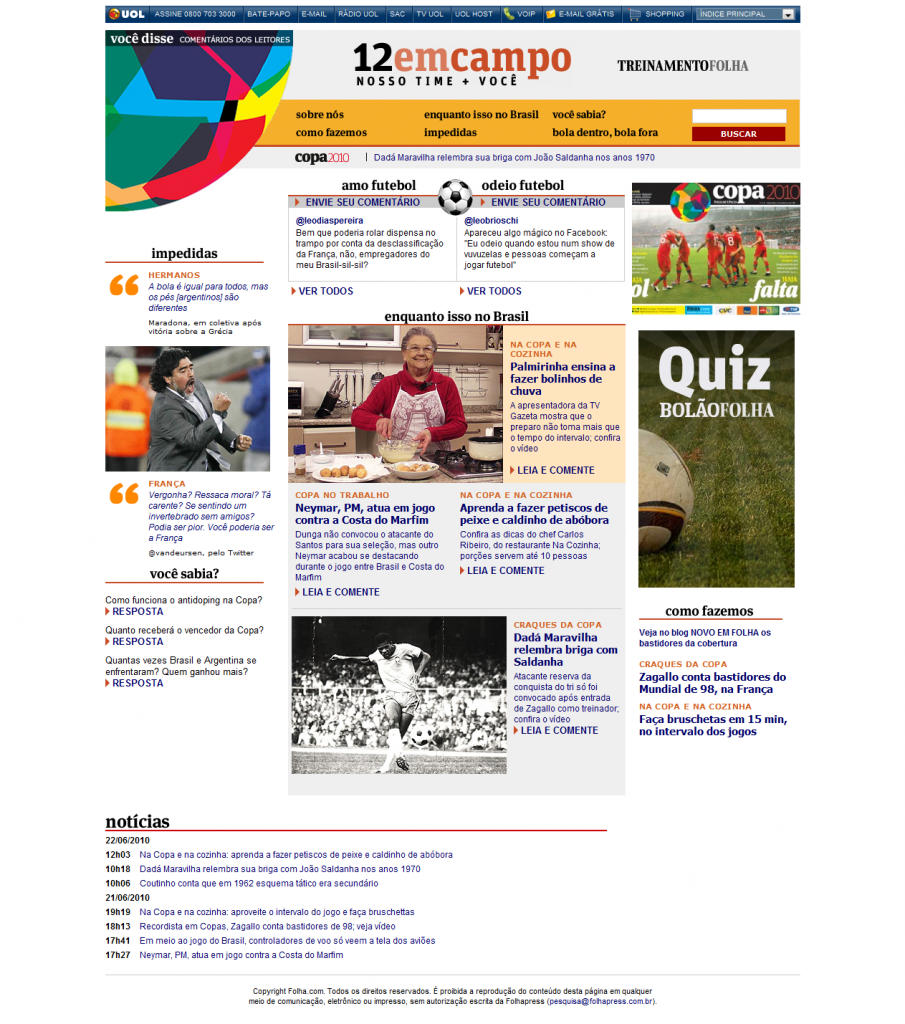 UOL ASSINE 0800 703 3000 BATE-PAPO E-MAIL RÁDIO UOL SAC TV UOL UOL HOST VOIP E-MAIL GRÁTIS SHOPPING ÍNDICE PRINCIPAL
você disse COMENTÁRIOS DOS LEITORES
12emcampo
NOSSO TIME + VOCÊ
TREINAMENTOFOLHA
sobre nós enquanto isso no Brasil você sabia?
como fazemos impedidas bola dentro, bola fora
BUSCAR
copa2010 | Dadá Maravilha relembra sua briga com João Saldanha nos anos 1970
amo futebol
ENVIE SEU COMENTÁRIO
@leodiaspereira
Bem que poderia rolar dispensa no
trampo por conta da desclassificação
da França, não, empregadores do
meu Brasil-sil-sil?
VER TODOS
odeio futebol
ENVIE SEU COMENTÁRIO
@leobrioschi
Apareceu algo mágico no Facebook:
"Eu odeio quando estou num show de
vuvuzelas e pessoas começam a
jogar futebol"
VER TODOS
copa2010
falta
impedidas
HERMANOS
A bola é igual para todos, mas
os pés [argentinos] são
diferentes
Maradona, em coletiva após
vitória sobre a Grécia
FRANÇA
Vergonha? Ressaca moral? Tá
carente? Se sentindo um
invertebrado sem amigos?
Podia ser pior. Você poderia ser
a França
@vandeursen, pelo Twitter
você sabia?
Como funciona o antidoping na Copa?
RESPOSTA
Quanto receberá o vencedor da Copa?
RESPOSTA
Quantas vezes Brasil e Argentina se
enfrentaram? Quem ganhou mais?
RESPOSTA
enquanto isso no Brasil
NA COPA E NA
COZINHA
Palmirinha ensina a
fazer bolinhos de
chuva
A apresentadora da TV
Gazeta mostra que o
preparo não toma mais que
o tempo do intervalo; confira
o vídeo
LEIA E COMENTE
COPA NO TRABALHO
Neymar, PM, atua em jogo
contra a Costa do Marfim
Dunga não convocou o atacante do
Santos para sua seleção, mas outro
Neymar acabou se destacando
durante o jogo entre Brasil e Costa do
Marfim
LEIA E COMENTE
NA COPA E NA COZINHA
Aprenda a fazer petiscos de
peixe e caldinho de abóbora
Confira as dicas do chef Carlos
Ribeiro, do restaurante Na Cozinha;
porções servem até 10 pessoas
LEIA E COMENTE
CRAQUES DA COPA
Dadá Maravilha
relembra briga com
Saldanha
Atacante reserva da
conquista do tri só foi
convocado após entrada
de Zagallo como treinador;
confira o vídeo
LEIA E COMENTE
Quiz
BOLÃOFOLHA
como fazemos
Veja no blog NOVO EM FOLHA os
bastidores da cobertura
CRAQUES DA COPA
Zagallo conta bastidores do
Mundial de 98, na França
NA COPA E NA COZINHA
Faça bruschetas em 15 min,
no intervalo dos jogos
notícias
22/06/2010
12h03 Na Copa e na cozinha: aprenda a fazer petiscos de peixe e caldinho de abóbora
10h18 Dadá Maravilha relembra sua briga com João Saldanha nos anos 1970
10h06 Coutinho conta que em 1962 esquema tático era secundário
21/06/2010
19h19 Na Copa e na cozinha: aproveite o intervalo do jogo e faça bruschettas
18h13 Recordista em Copas, Zagallo conta bastidores de 98; veja vídeo
17h41 Em meio ao jogo do Brasil, controladores de voo só veem a tela dos aviões
17h27 Neymar, PM, atua em jogo contra a Costa do Marfim
Copyright Folha.com. Todos os direitos reservados. É proibida a reprodução do conteúdo desta página em qualquer
meio de comunicação, eletrônico ou impresso, sem autorização escrita da Folhapress (pesquisa@folhapress.com.br).